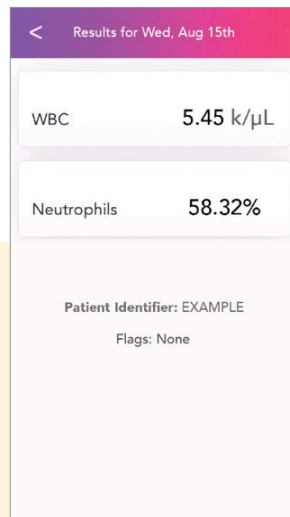 < Results for Wed, Aug 15th
WBC 5.45 k/μL
Neutrophils 58.32%
Patient Identifier: EXAMPLE
Flags: None